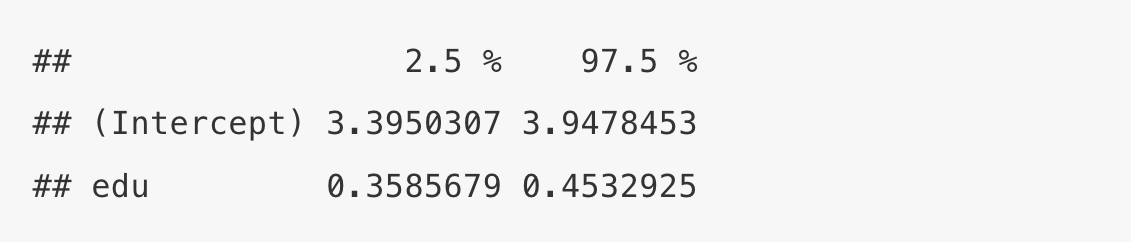 ##                 2.5 %    97.5 %
## (Intercept) 3.3950307 3.9478453
## edu         0.3585679 0.4532925